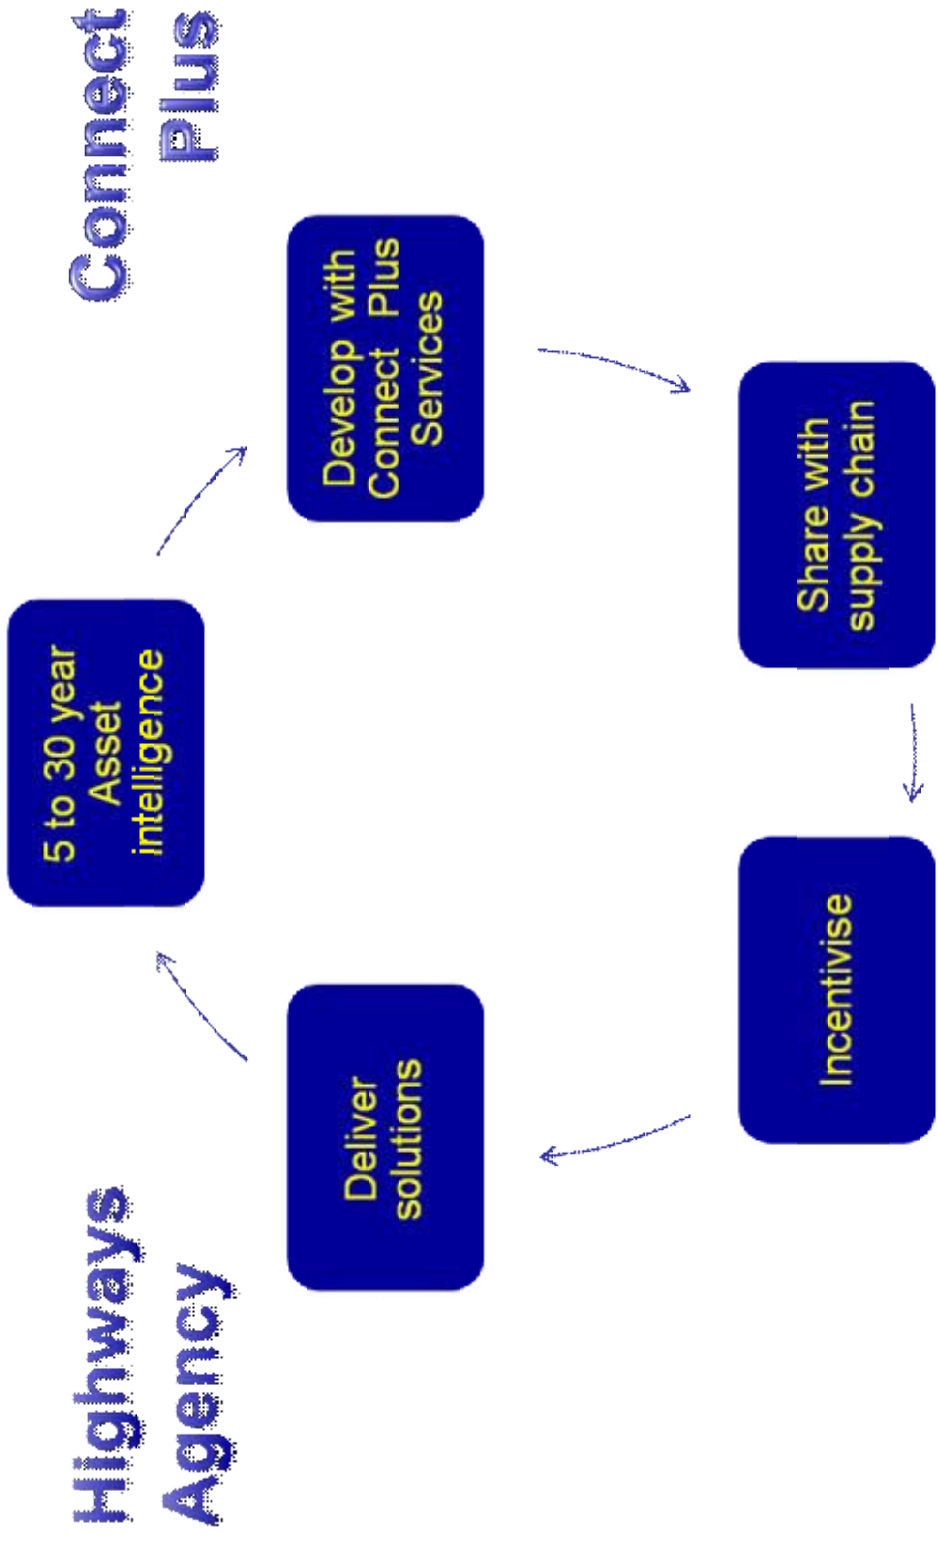 Highways
Agency
Connect
Plus
5 to 30 year
Asset
intelligence
Develop with
Connect Plus
Services
Share with
supply chain
Incentivise
Deliver
solutions